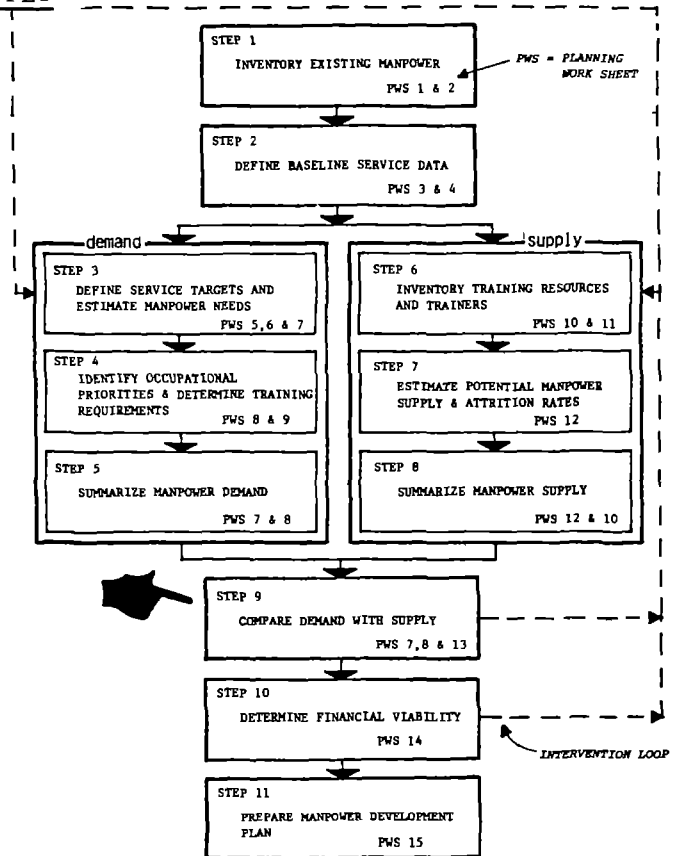 STEP 1
INVENTORY EXISTING MANPOWER
PWS 1 & 2
PWS = PLANNING
WORK SHEET
STEP 2
DEFINE BASELINE SERVICE DATA
PWS 3 & 4
demand
STEP 3
DEFINE SERVICE TARGETS AND
ESTIMATE MANPOWER NEEDS
PWS 5,6 & 7
STEP 4
IDENTIFY OCCUPATIONAL
PRIORITIES & DETERMINE TRAINING
REQUIREMENTS
PWS 8 & 9
STEP 5
SUMMARIZE MANPOWER DEMAND
PWS 7 & 8
supply
STEP 6
INVENTORY TRAINING RESOURCES
AND TRAINERS
PWS 10 & 11
STEP 7
ESTIMATE POTENTIAL MANPOWER
SUPPLY & ATTRITION RATES
PWS 12
STEP 8
SUMMARIZE MANPOWER SUPPLY
PWS 12 & 10
STEP 9
COMPARE DEMAND WITH SUPPLY
PWS 7,8 & 13
STEP 10
DETERMINE FINANCIAL VIABILITY
PWS 14
INTERVENTION LOOP
STEP 11
PREPARE MANPOWER DEVELOPMENT
PLAN
PWS 15